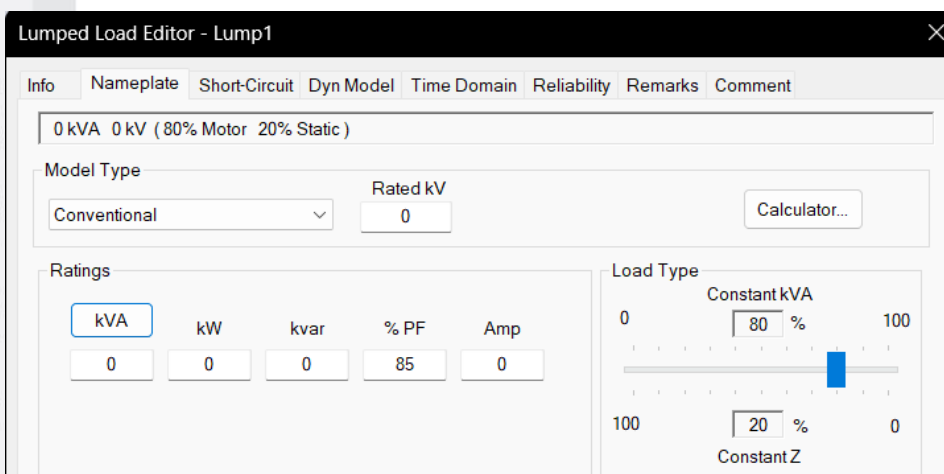 Lumped Load Editor - Lump1
Info Nameplate Short-Circuit Dyn Model Time Domain Reliability Remarks Comment
0 kVA 0 kV ( 80% Motor 20% Static )
Model Type
Rated kV
Conventional 0 Calculator...
Ratings Load Type
Constant kVA
kVA kW kvar % PF Amp 0 80 % 100
0 0 0 85 0
100 20 % 0
Constant Z